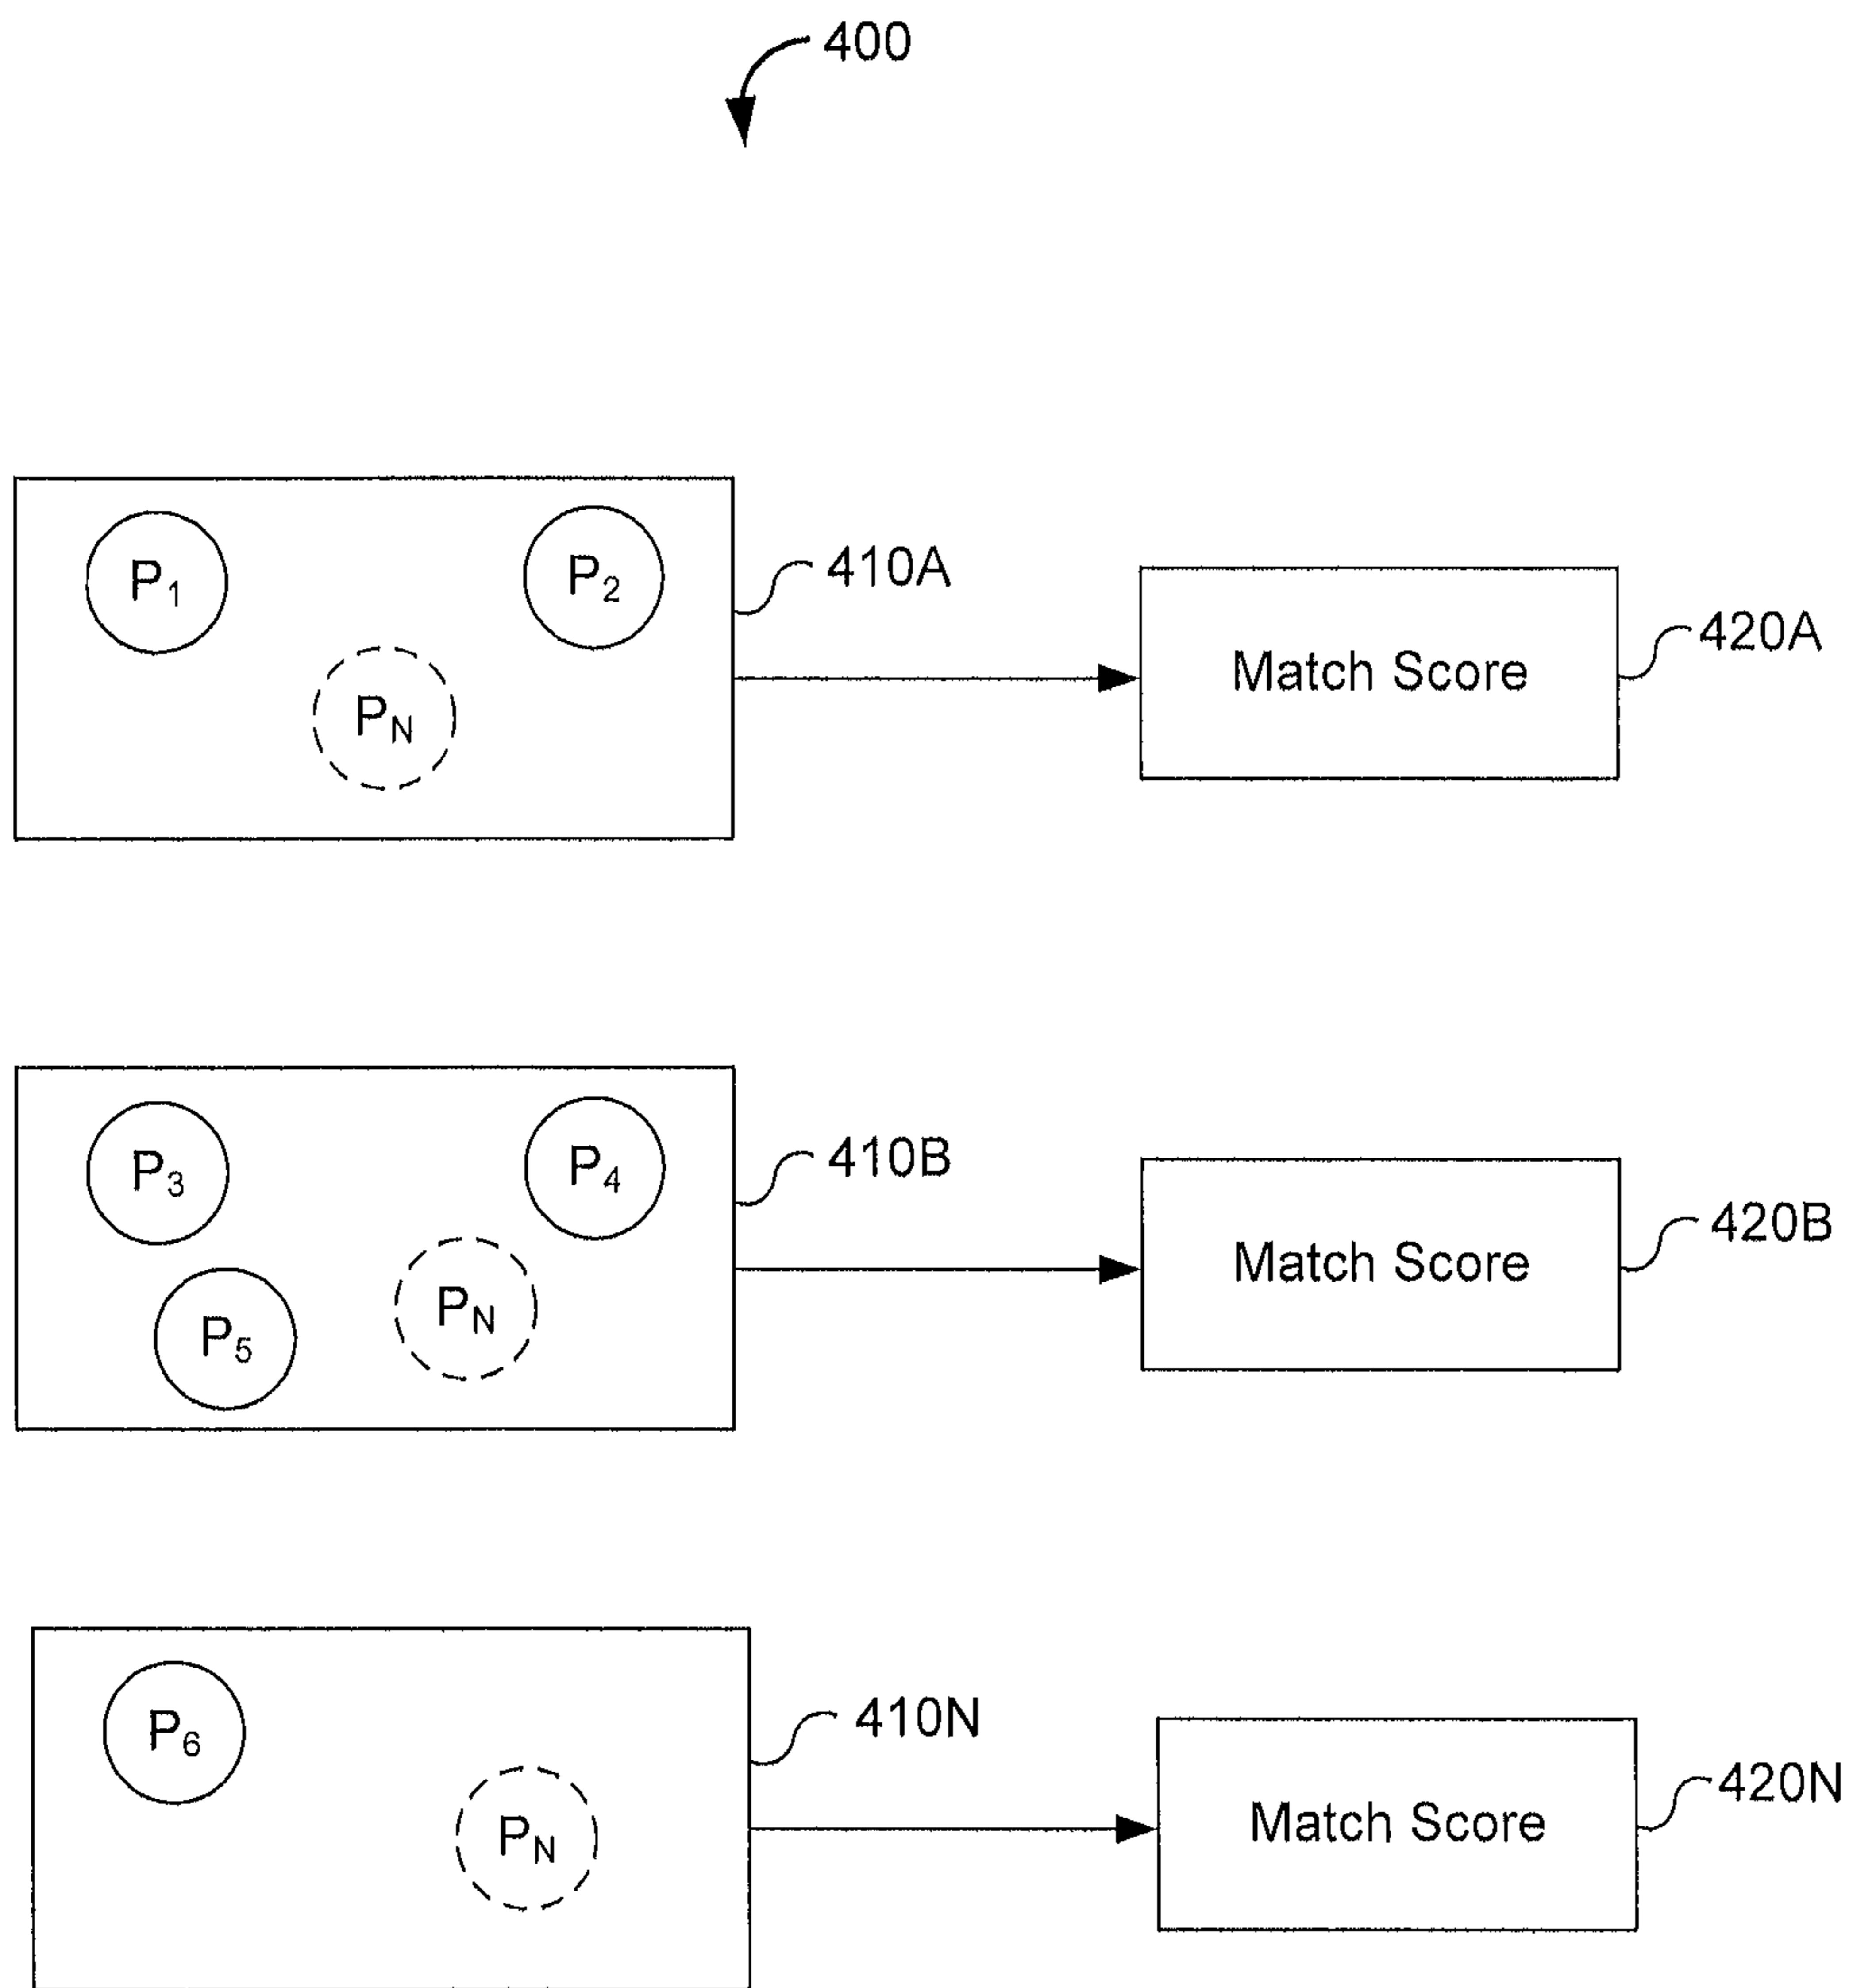 400
P₁
P₂
410A
Pₙ
Match Score
420A
P₃
P₄
410B
P₅
Pₙ
Match Score
420B
P₆
410N
Pₙ
Match Score
420N